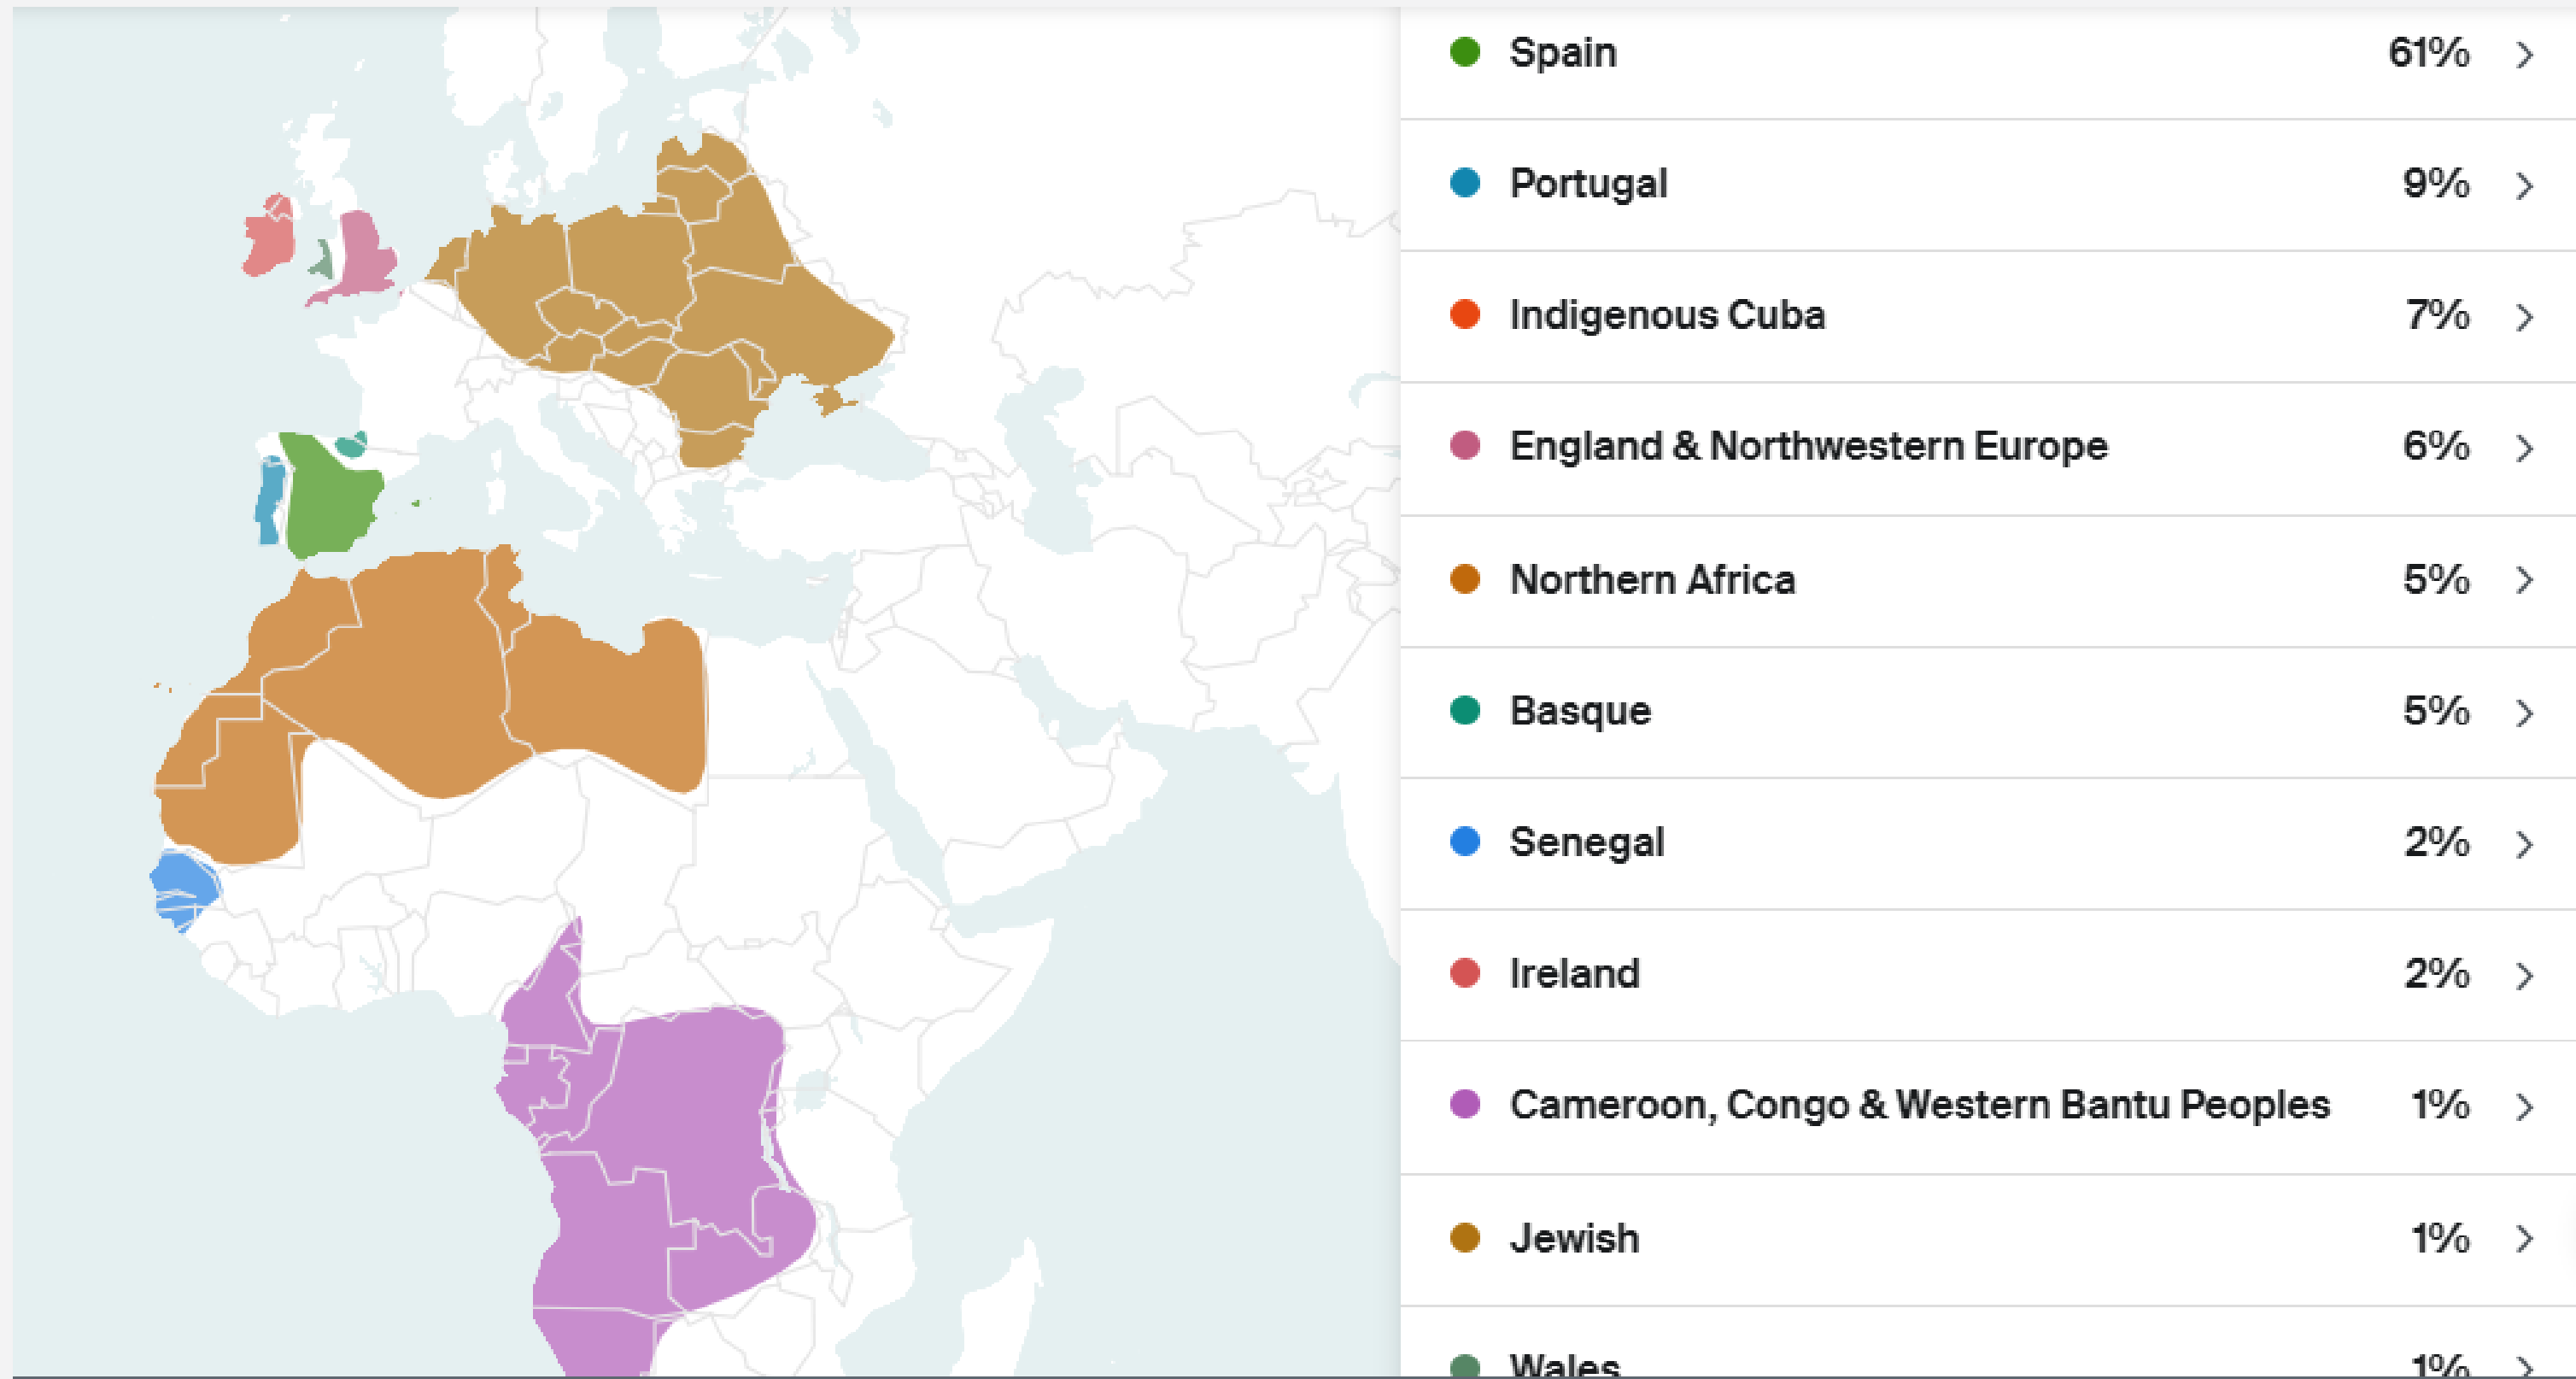 Spain 61%
Portugal 9%
Indigenous Cuba 7%
England & Northwestern Europe 6%
Northern Africa 5%
Basque 5%
Senegal 2%
Ireland 2%
Cameroon, Congo & Western Bantu Peoples 1%
Jewish 1%
Wales 1%